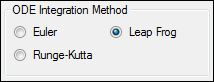 ODE Integration Method
Euler Leap Frog
Runge-Kutta